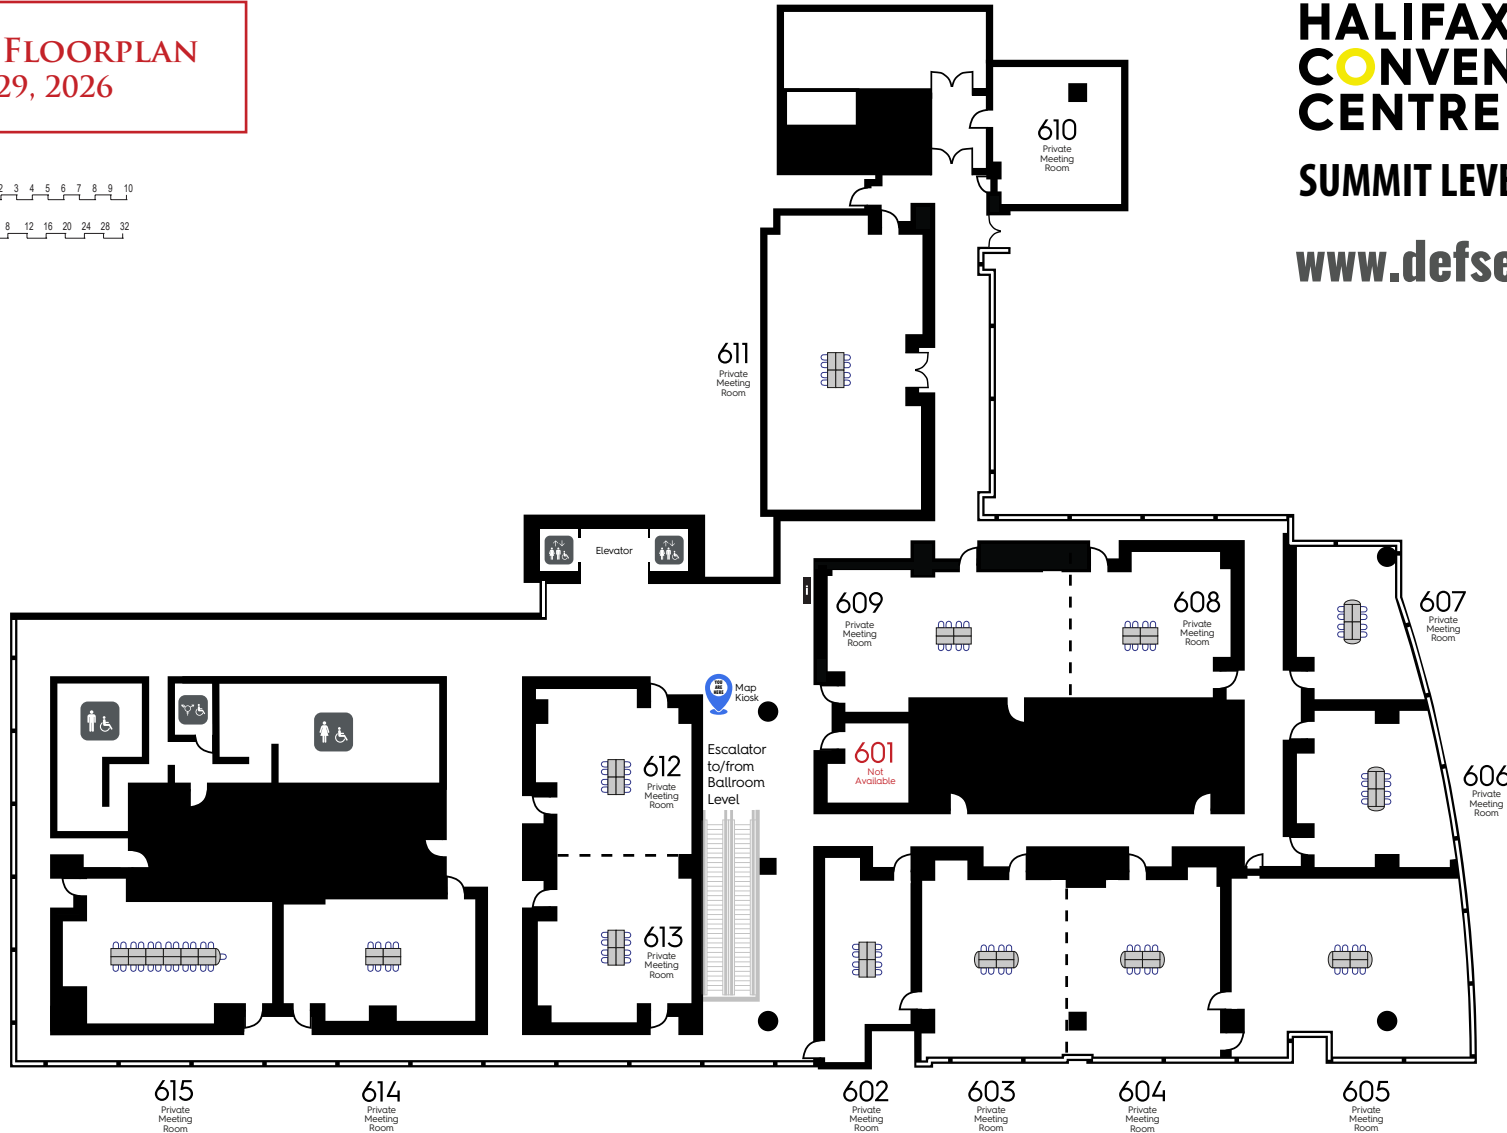 FLOORPLAN
29, 2026
HALIFAX
CONVEN
CENTRE
SUMMIT LEVE
www.defse
2 3 4 5 6 7 8 9 10
8 12 16 20 24 28 32
610
Private
Meeting
Room
611
Private
Meeting
Room
Elevator
i
609
Private
Meeting
Room
608
Private
Meeting
Room
607
Private
Meeting
Room
YOU
ARE
HERE
Map
Kiosk
Escalator
to/from
Ballroom
Level
601
Not
Available
612
Private
Meeting
Room
606
Private
Meeting
Room
613
Private
Meeting
Room
615
Private
Meeting
Room
614
Private
Meeting
Room
602
Private
Meeting
Room
603
Private
Meeting
Room
604
Private
Meeting
Room
605
Private
Meeting
Room